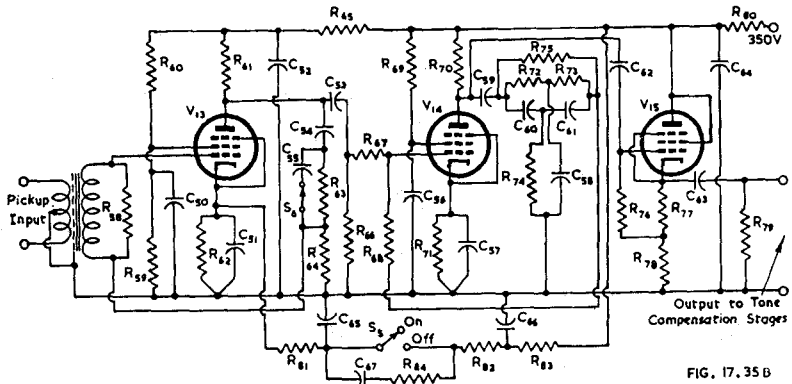 R65
R80
350V
R60
R61
C52
R69
R70
R75
C59
R72
R73
C62
C64
V13
C53
C54
V14
C60
C61
V15
R67
C55
R63
S6
R74
C58
C63
Pickup
Input
R58
C50
C56
R76
R77
R79
R59
R62
C51
R64
R66
R68
R71
C57
R78
Output to Tone
Compensation Stages
C65
S5
On
Off
C66
R81
C67
R84
R82
R83
FIG. 17.35B